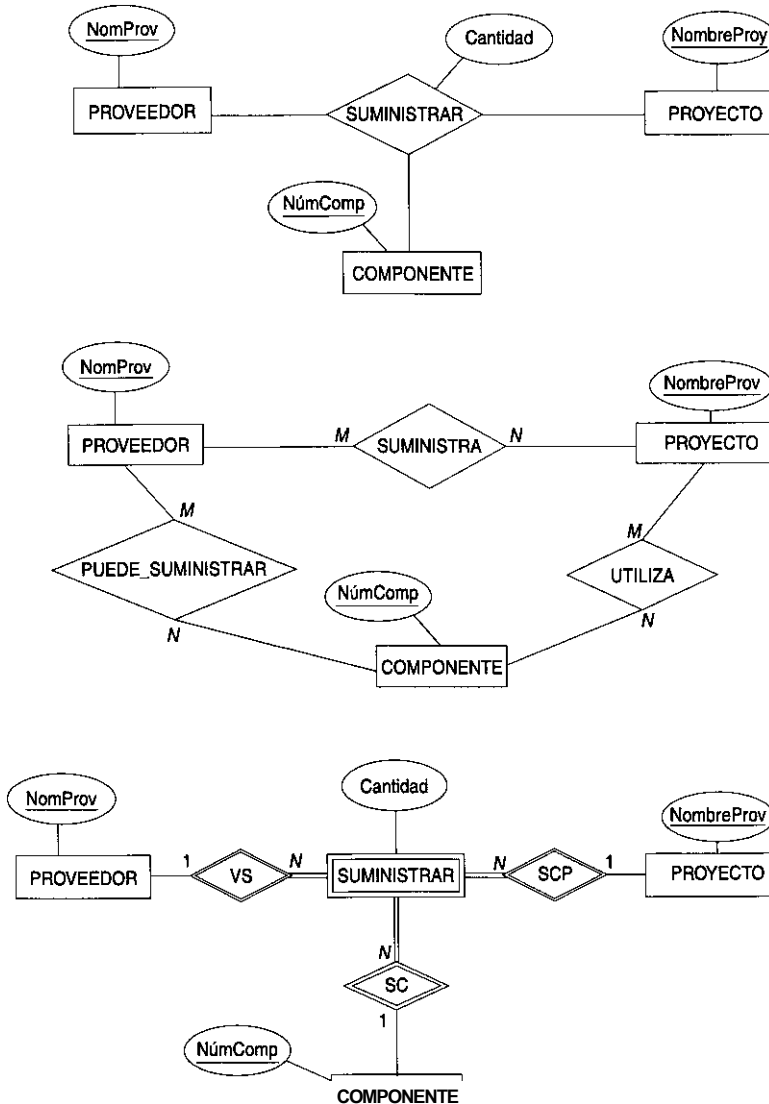 NomProv
Cantidad
NombreProy
PROVEEDOR
SUMINISTRAR
PROYECTO
NúmComp
COMPONENTE
NomProv
NombreProv
PROVEEDOR
M
SUMINISTRA
N
PROYECTO
M
M
PUEDE_SUMINISTRAR
UTILIZA
NúmComp
N
N
COMPONENTE
Cantidad
NomProv
NombreProv
PROVEEDOR
1
VS
N
SUMINISTRAR
N
SCP
1
PROYECTO
N
SC
1
NúmComp
COMPONENTE